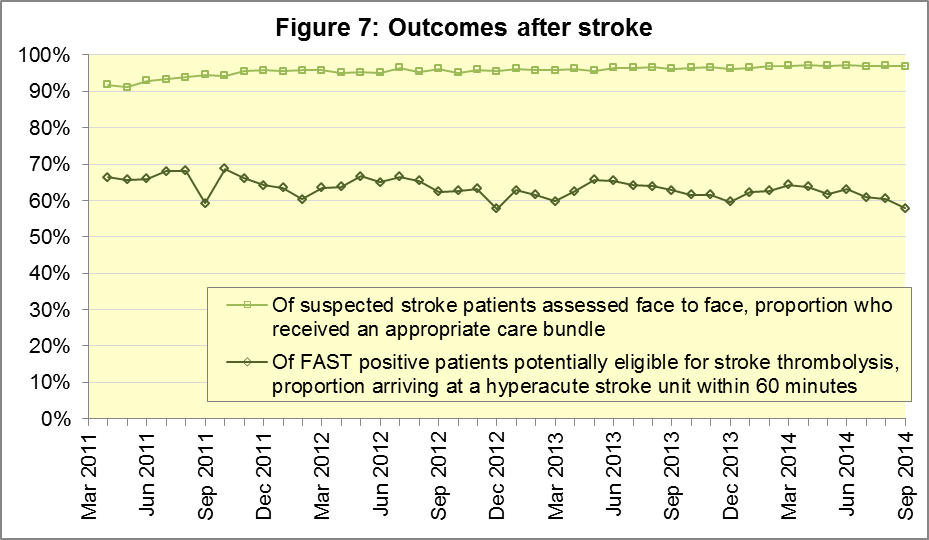 Figure 7: Outcomes after stroke
100%
90%
80%
70%
60%
50%
40%
30%
20%
10%
0%
Of suspected stroke patients assessed face to face, proportion who
received an appropriate care bundle
Of FAST positive patients potentially eligible for stroke thrombolysis,
proportion arriving at a hyperacute stroke unit within 60 minutes
Mar 2011
Jun 2011
Sep 2011
Dec 2011
Mar 2012
Jun 2012
Sep 2012
Dec 2012
Mar 2013
Jun 2013
Sep 2013
Dec 2013
Mar 2014
Jun 2014
Sep 2014